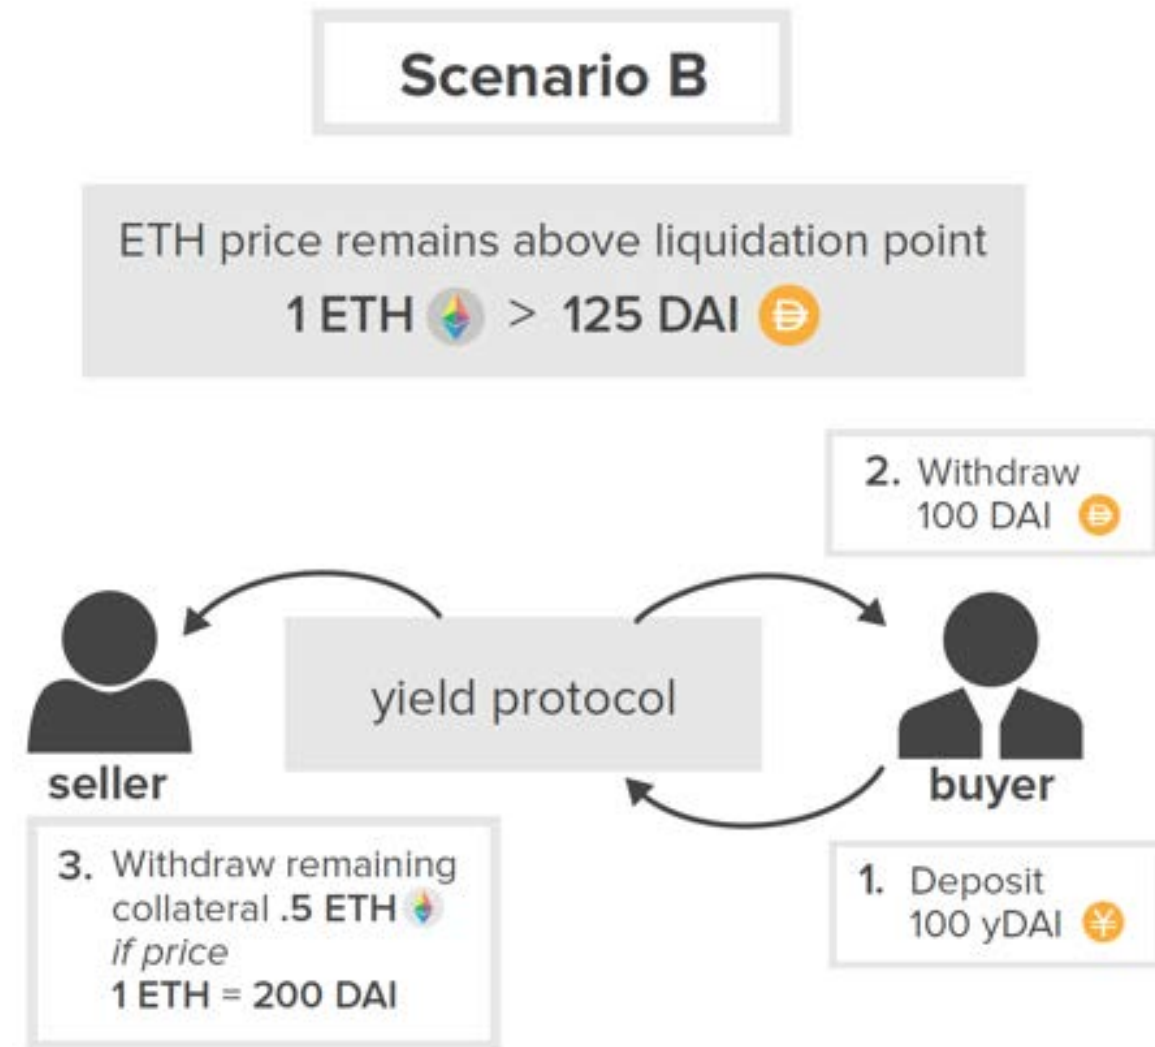 Scenario B
ETH price remains above liquidation point
1 ETH > 125 DAI
2. Withdraw
100 DAI
yield protocol
seller
buyer
3. Withdraw remaining
collateral .5 ETH
if price
1 ETH = 200 DAI
1. Deposit
100 yDAI